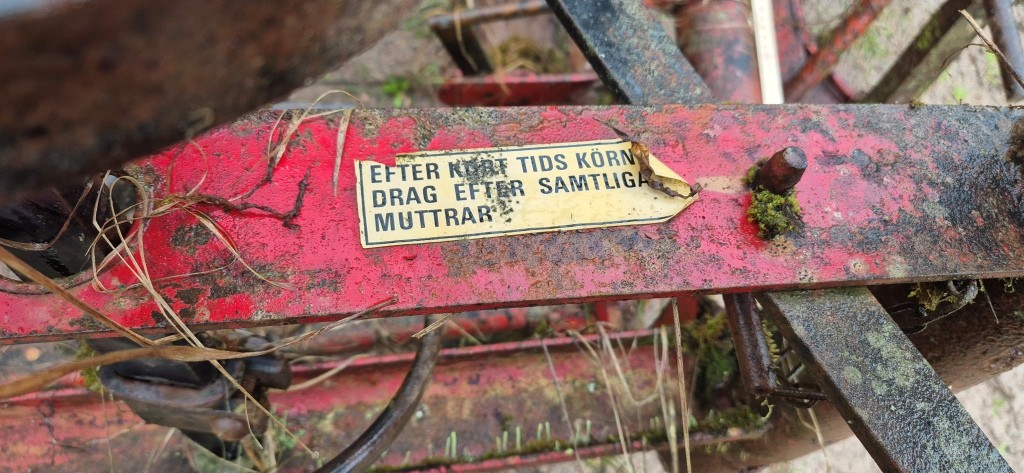 EFTER KORT TIDS KÖRN
DRAG EFTER SAMTLIGA
MUTTRAR